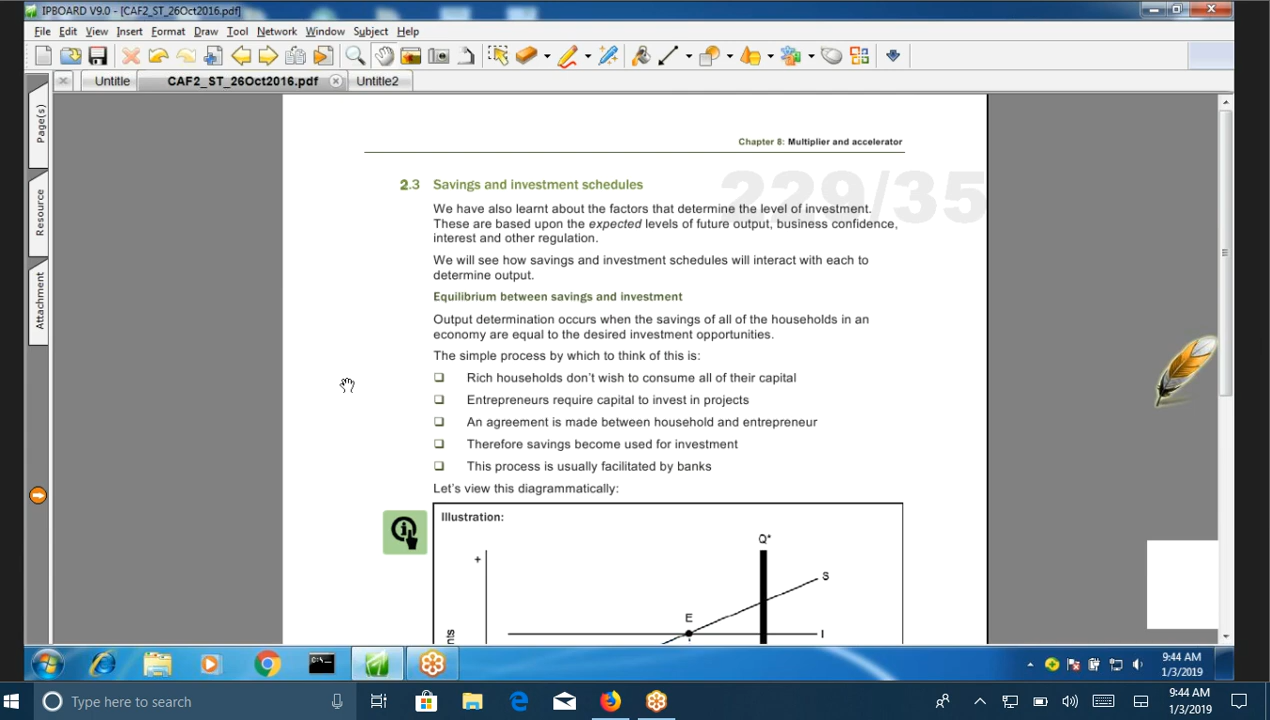 IPBOARD V9.0 - [CAF2_ST_26Oct2016.pdf]
File Edit View Insert Format Draw Tool Network Window Subject Help
Untitle CAF2_ST_26Oct2016.pdf Untitle2
Page(s)
Resource
Attachment
Chapter 8: Multiplier and accelerator
229/35
2.3 Savings and investment schedules
We have also learnt about the factors that determine the level of investment.
These are based upon the expected levels of future output, business confidence,
interest and other regulation.
We will see how savings and investment schedules will interact with each to
determine output.
Equilibrium between savings and investment
Output determination occurs when the savings of all of the households in an
economy are equal to the desired investment opportunities.
The simple process by which to think of this is:
Rich households don't wish to consume all of their capital
Entrepreneurs require capital to invest in projects
An agreement is made between household and entrepreneur
Therefore savings become used for investment
This process is usually facilitated by banks
Let's view this diagrammatically:
Illustration:
Q*
+
S
E
I
nts
9:44 AM
1/3/2019
Type here to search
9:44 AM
1/3/2019